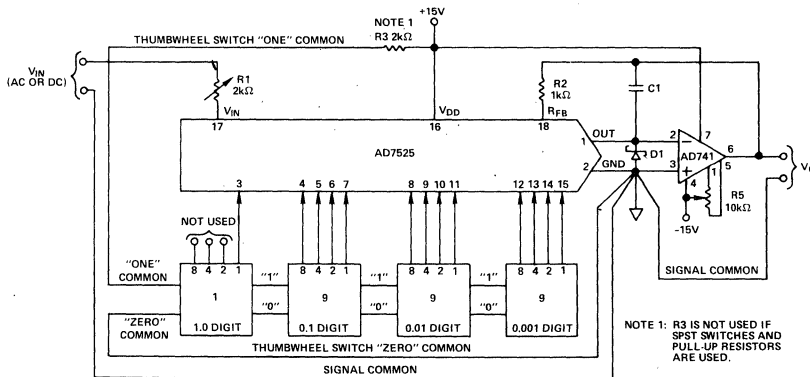 +15V
NOTE 1
THUMBWHEEL SWITCH "ONE" COMMON
R3 2kΩ
VIN
(AC OR DC)
R1
2kΩ
R2
1kΩ
C1
VIN
VDD
RFB
17
16
18
OUT
1
2
7
AD7525
D1
AD741
6
GND
2
3
5
4
1
R5
10kΩ
-15V
3
4 5 6 7
8 9 10 11
12 13 14 15
NOT USED
SIGNAL COMMON
"ONE"
COMMON
8 4 2 1
8 4 2 1
8 4 2 1
8 4 2 1
"1"
"1"
"1"
1
9
9
9
"ZERO"
COMMON
"0"
"0"
"0"
1.0 DIGIT
0.1 DIGIT
0.01 DIGIT
0.001 DIGIT
THUMBWHEEL SWITCH "ZERO" COMMON
SIGNAL COMMON
NOTE 1: R3 IS NOT USED IF
SPST SWITCHES AND
PULL-UP RESISTORS
ARE USED.